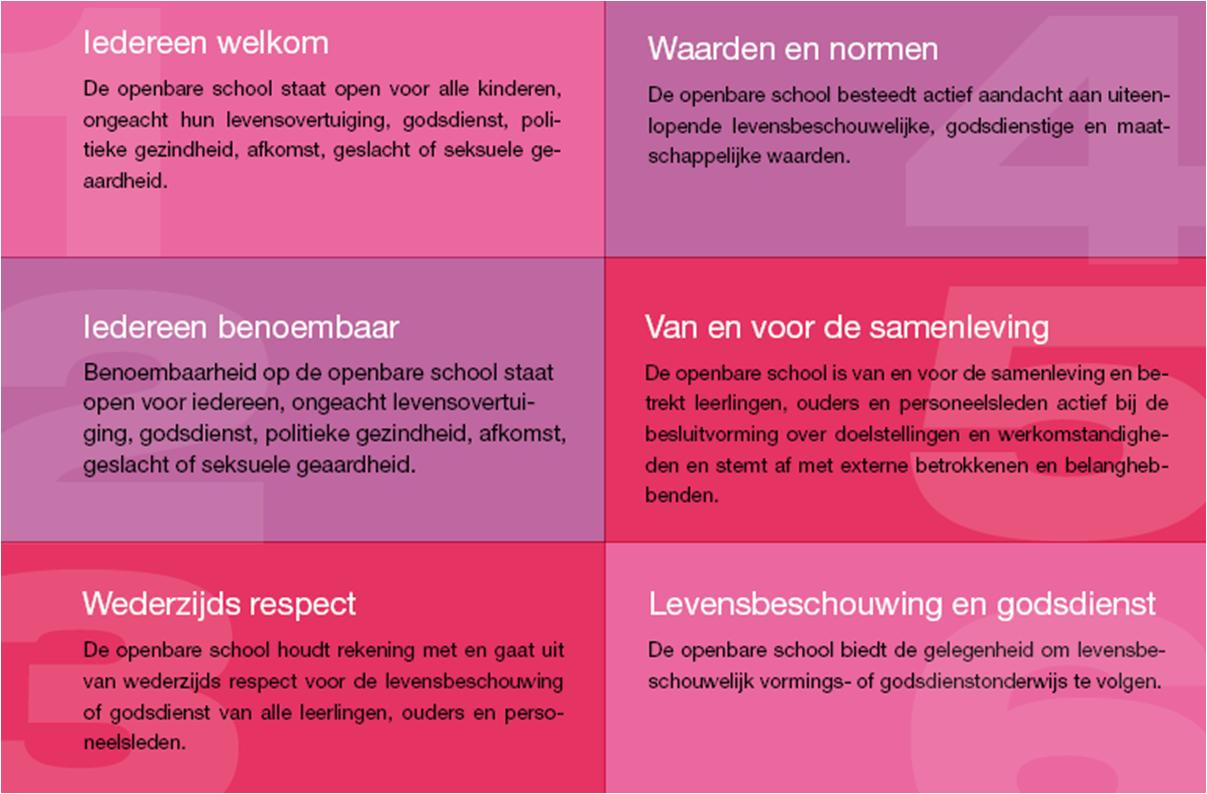 1
Iedereen welkom
De openbare school staat open voor alle kinderen,
ongeacht hun levensovertuiging, godsdienst, poli-
tieke gezindheid, afkomst, geslacht of seksuele ge-
aardheid.
2
Iedereen benoembaar
Benoembaarheid op de openbare school staat
open voor iedereen, ongeacht levensovertui-
ging, godsdienst, politieke gezindheid, afkomst,
geslacht of seksuele geaardheid.
3
Wederzijds respect
De openbare school houdt rekening met en gaat uit
van wederzijds respect voor de levensbeschouwing
of godsdienst van alle leerlingen, ouders en perso-
neelsleden.
4
Waarden en normen
De openbare school besteedt actief aandacht aan uiteen-
lopende levensbeschouwelijke, godsdienstige en maat-
schappelijke waarden.
5
Van en voor de samenleving
De openbare school is van en voor de samenleving en be-
trekt leerlingen, ouders en personeelsleden actief bij de
besluitvorming over doelstellingen en werkomstandighe-
den en stemt af met externe betrokkenen en belangheb-
benden.
6
Levensbeschouwing en godsdienst
De openbare school biedt de gelegenheid om levensbe-
schouwelijk vormings- of godsdienstonderwijs te volgen.